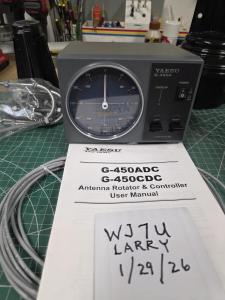 YAESU
G-450A
YAESU
G-450ADC
G-450CDC
Antenna Rotator & Controller
User Manual
WJ7U
LARRY
1/29/26